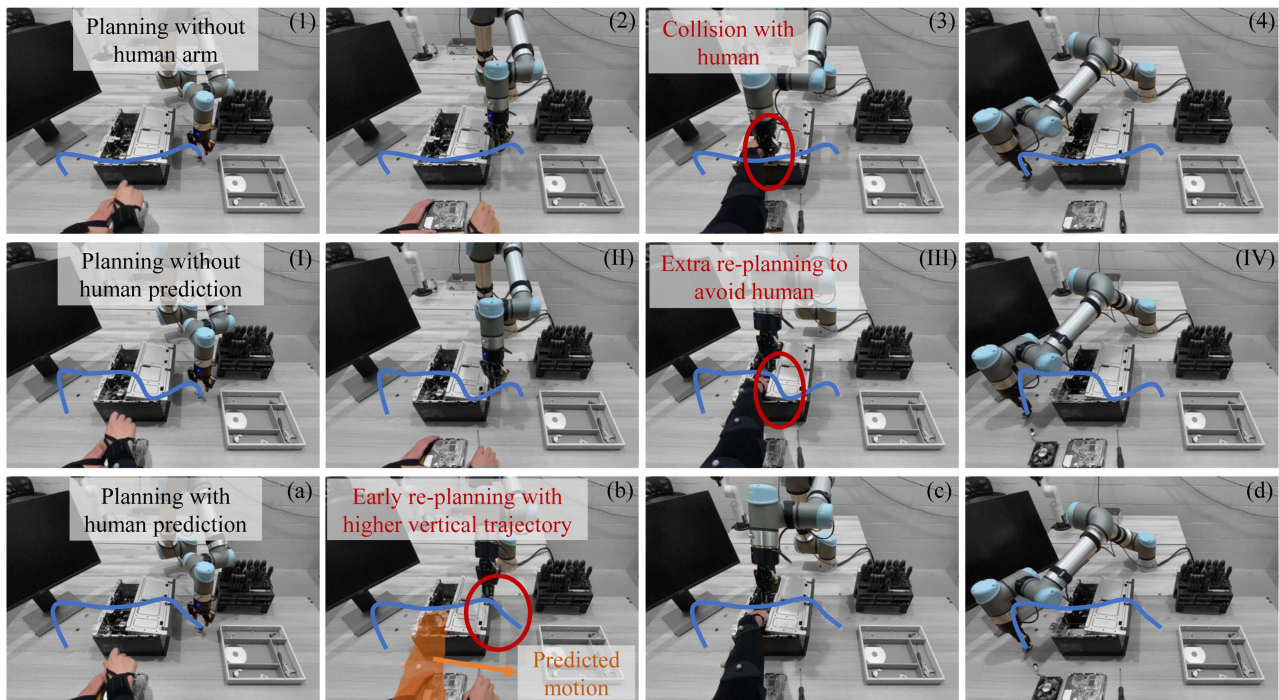 Planning without
human arm
(1)
(2)
Collision with
human
(3)
(4)
Planning without
human prediction
(I)
(II)
Extra re-planning to
avoid human
(III)
(IV)
Planning with
human prediction
(a)
Early re-planning with
higher vertical trajectory
(b)
Predicted
motion
(c)
(d)